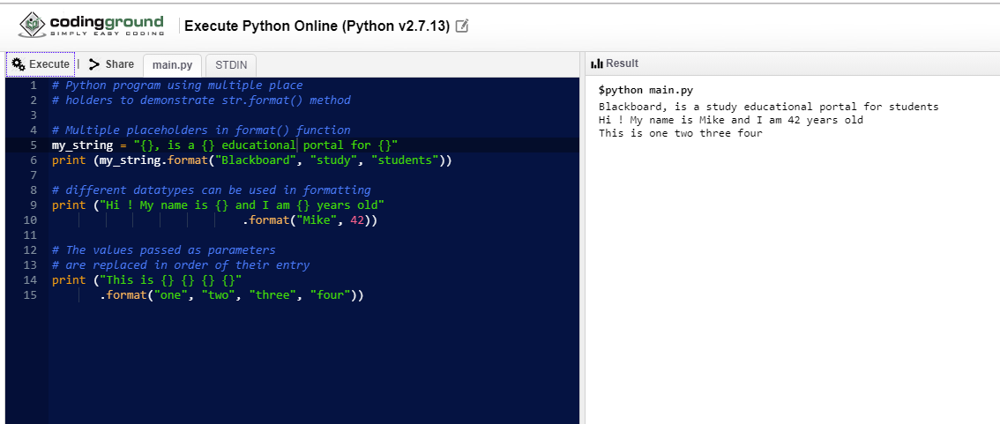 codingground
SIMPLY EASY CODING
Execute Python Online (Python v2.7.13)
Execute | Share main.py STDIN
1 # Python program using multiple place
2 # holders to demonstrate str.format() method
3
4 # Multiple placeholders in format() function
5 my_string = "{}, is a {} educational portal for {}"
6 print (my_string.format("Blackboard", "study", "students"))
7
8 # different datatypes can be used in formatting
9 print ("Hi ! My name is {} and I am {} years old"
10 .format("Mike", 42))
11
12 # The values passed as parameters
13 # are replaced in order of their entry
14 print ("This is {} {} {} {}"
15 .format("one", "two", "three", "four"))
Result
$python main.py
Blackboard, is a study educational portal for students
Hi ! My name is Mike and I am 42 years old
This is one two three four